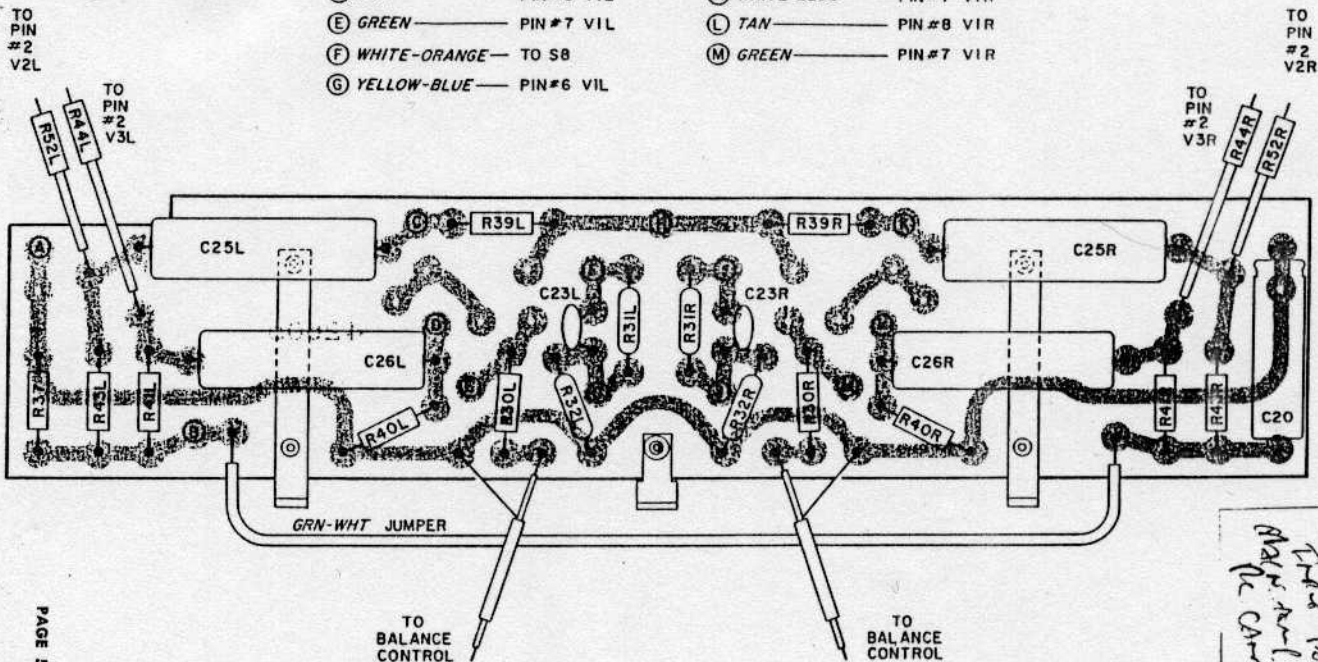 TO
PIN
#2
V2L
Ⓔ GREEN PIN #7 V1L
Ⓕ WHITE-ORANGE TO S8
Ⓖ YELLOW-BLUE PIN #6 V1L
Ⓛ TAN PIN #8 V1R
Ⓜ GREEN PIN #7 V1R
TO
PIN
#2
V2R
TO
PIN
#2
V3L
TO
PIN
#2
V3R
R52L
R44L
R44R
R52R
A
C25L
G
R39L
H
R39R
K
C25R
C23L
R31L
R31R
C23R
D
C26L
C26R
R37
R43L
R41L
B
R40L
R30L
R32L
R32R
R30R
R40R
C20
GRN-WHT JUMPER
TO
BALANCE
CONTROL
TO
BALANCE
CONTROL
PAGE